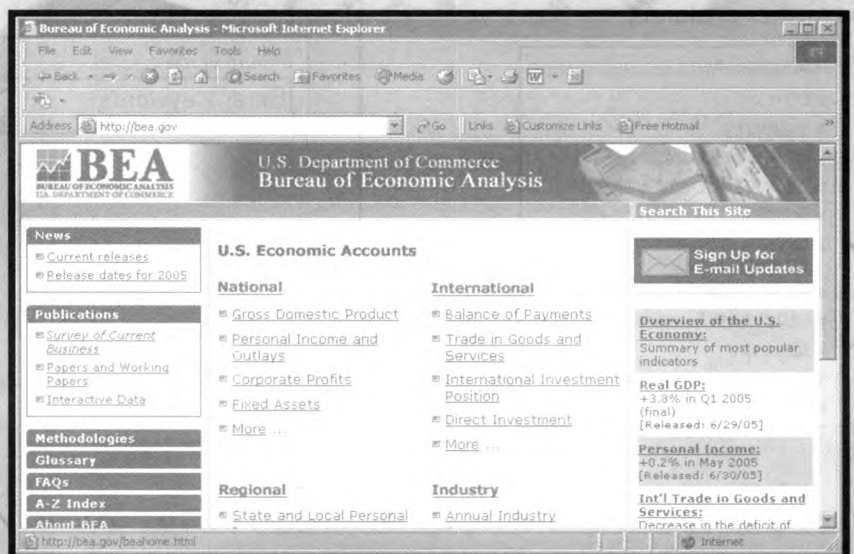 Bureau of Economic Analysis - Microsoft Internet Explorer
File Edit View Favorites Tools Help
Back Search Favorites Media
Address http://bea.gov Go Links Customize Links Free Hotmail
BEA
BUREAU OF ECONOMIC ANALYSIS
U.S. DEPARTMENT OF COMMERCE
U.S. Department of Commerce
Bureau of Economic Analysis
Search This Site
News
Current releases
Release dates for 2005
Publications
Survey of Current
Business
Papers and Working
Papers
Interactive Data
Methodologies
Glossary
FAQs
A-Z Index
About BEA
U.S. Economic Accounts
National
Gross Domestic Product
Personal Income and
Outlays
Corporate Profits
Fixed Assets
More ...
International
Balance of Payments
Trade in Goods and
Services
International Investment
Position
Direct Investment
More ...
Regional
State and Local Personal
Industry
Annual Industry
Sign Up for
E-mail Updates
Overview of the U.S.
Economy:
Summary of most popular
indicators
Real GDP:
+3.8% in Q1 2005
(final)
[Released: 6/29/05]
Personal Income:
+0.2% in May 2005
[Released: 6/30/05]
Int'l Trade in Goods and
Services:
Decrease in the deficit of
http://bea.gov/beahome.html Internet